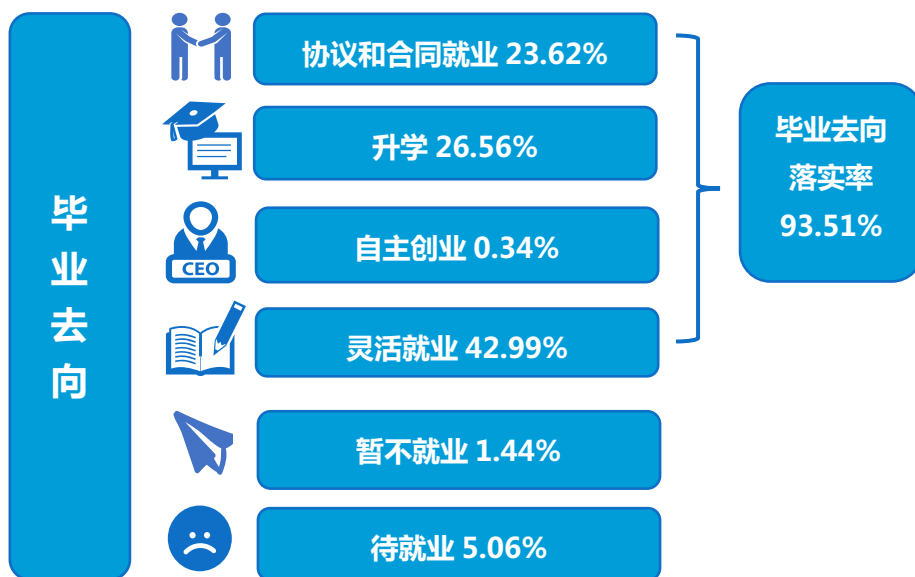 毕业去向
协议和合同就业 23.62%
升学 26.56%
CEO
自主创业 0.34%
灵活就业 42.99%
暂不就业 1.44%
待就业 5.06%
毕业去向
落实率
93.51%